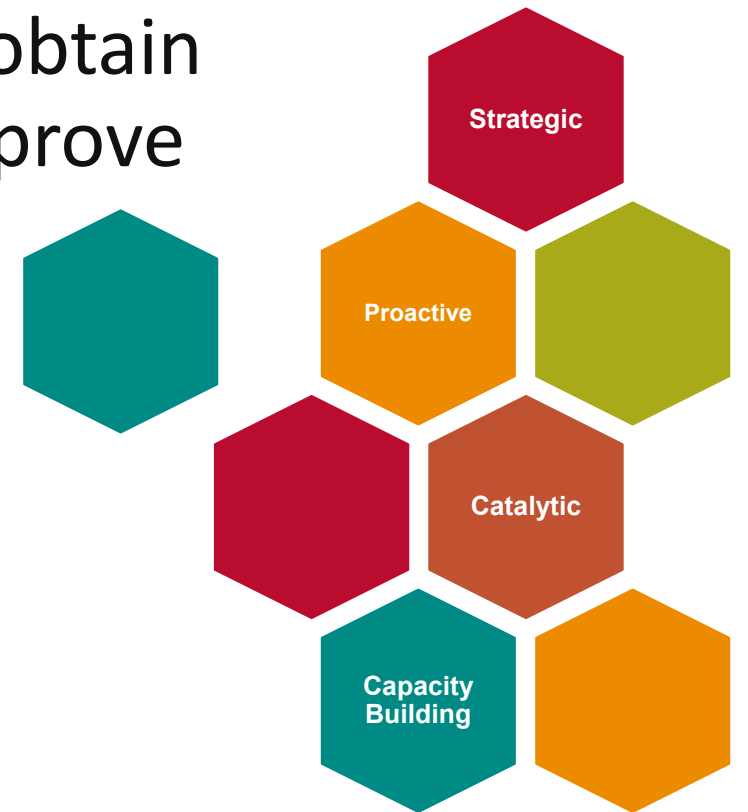 obtain
prove
Strategic
Proactive
Catalytic
Capacity
Building